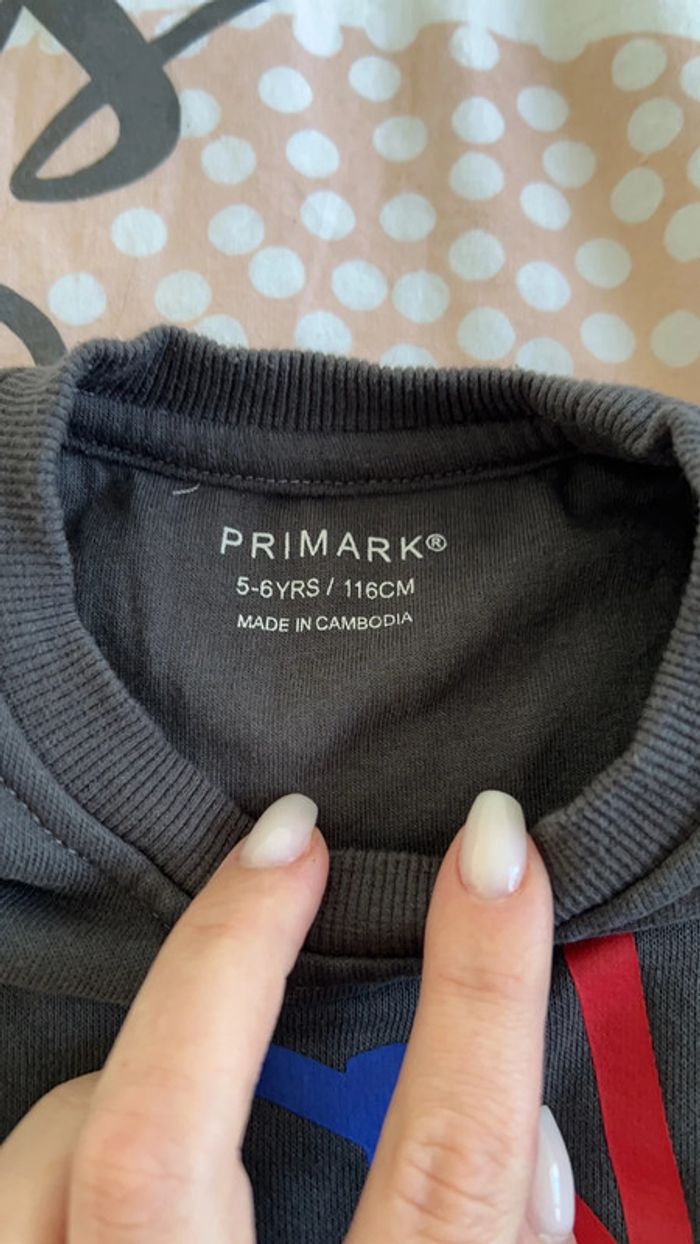 PRIMARK®
5-6YRS / 116CM
MADE IN CAMBODIA